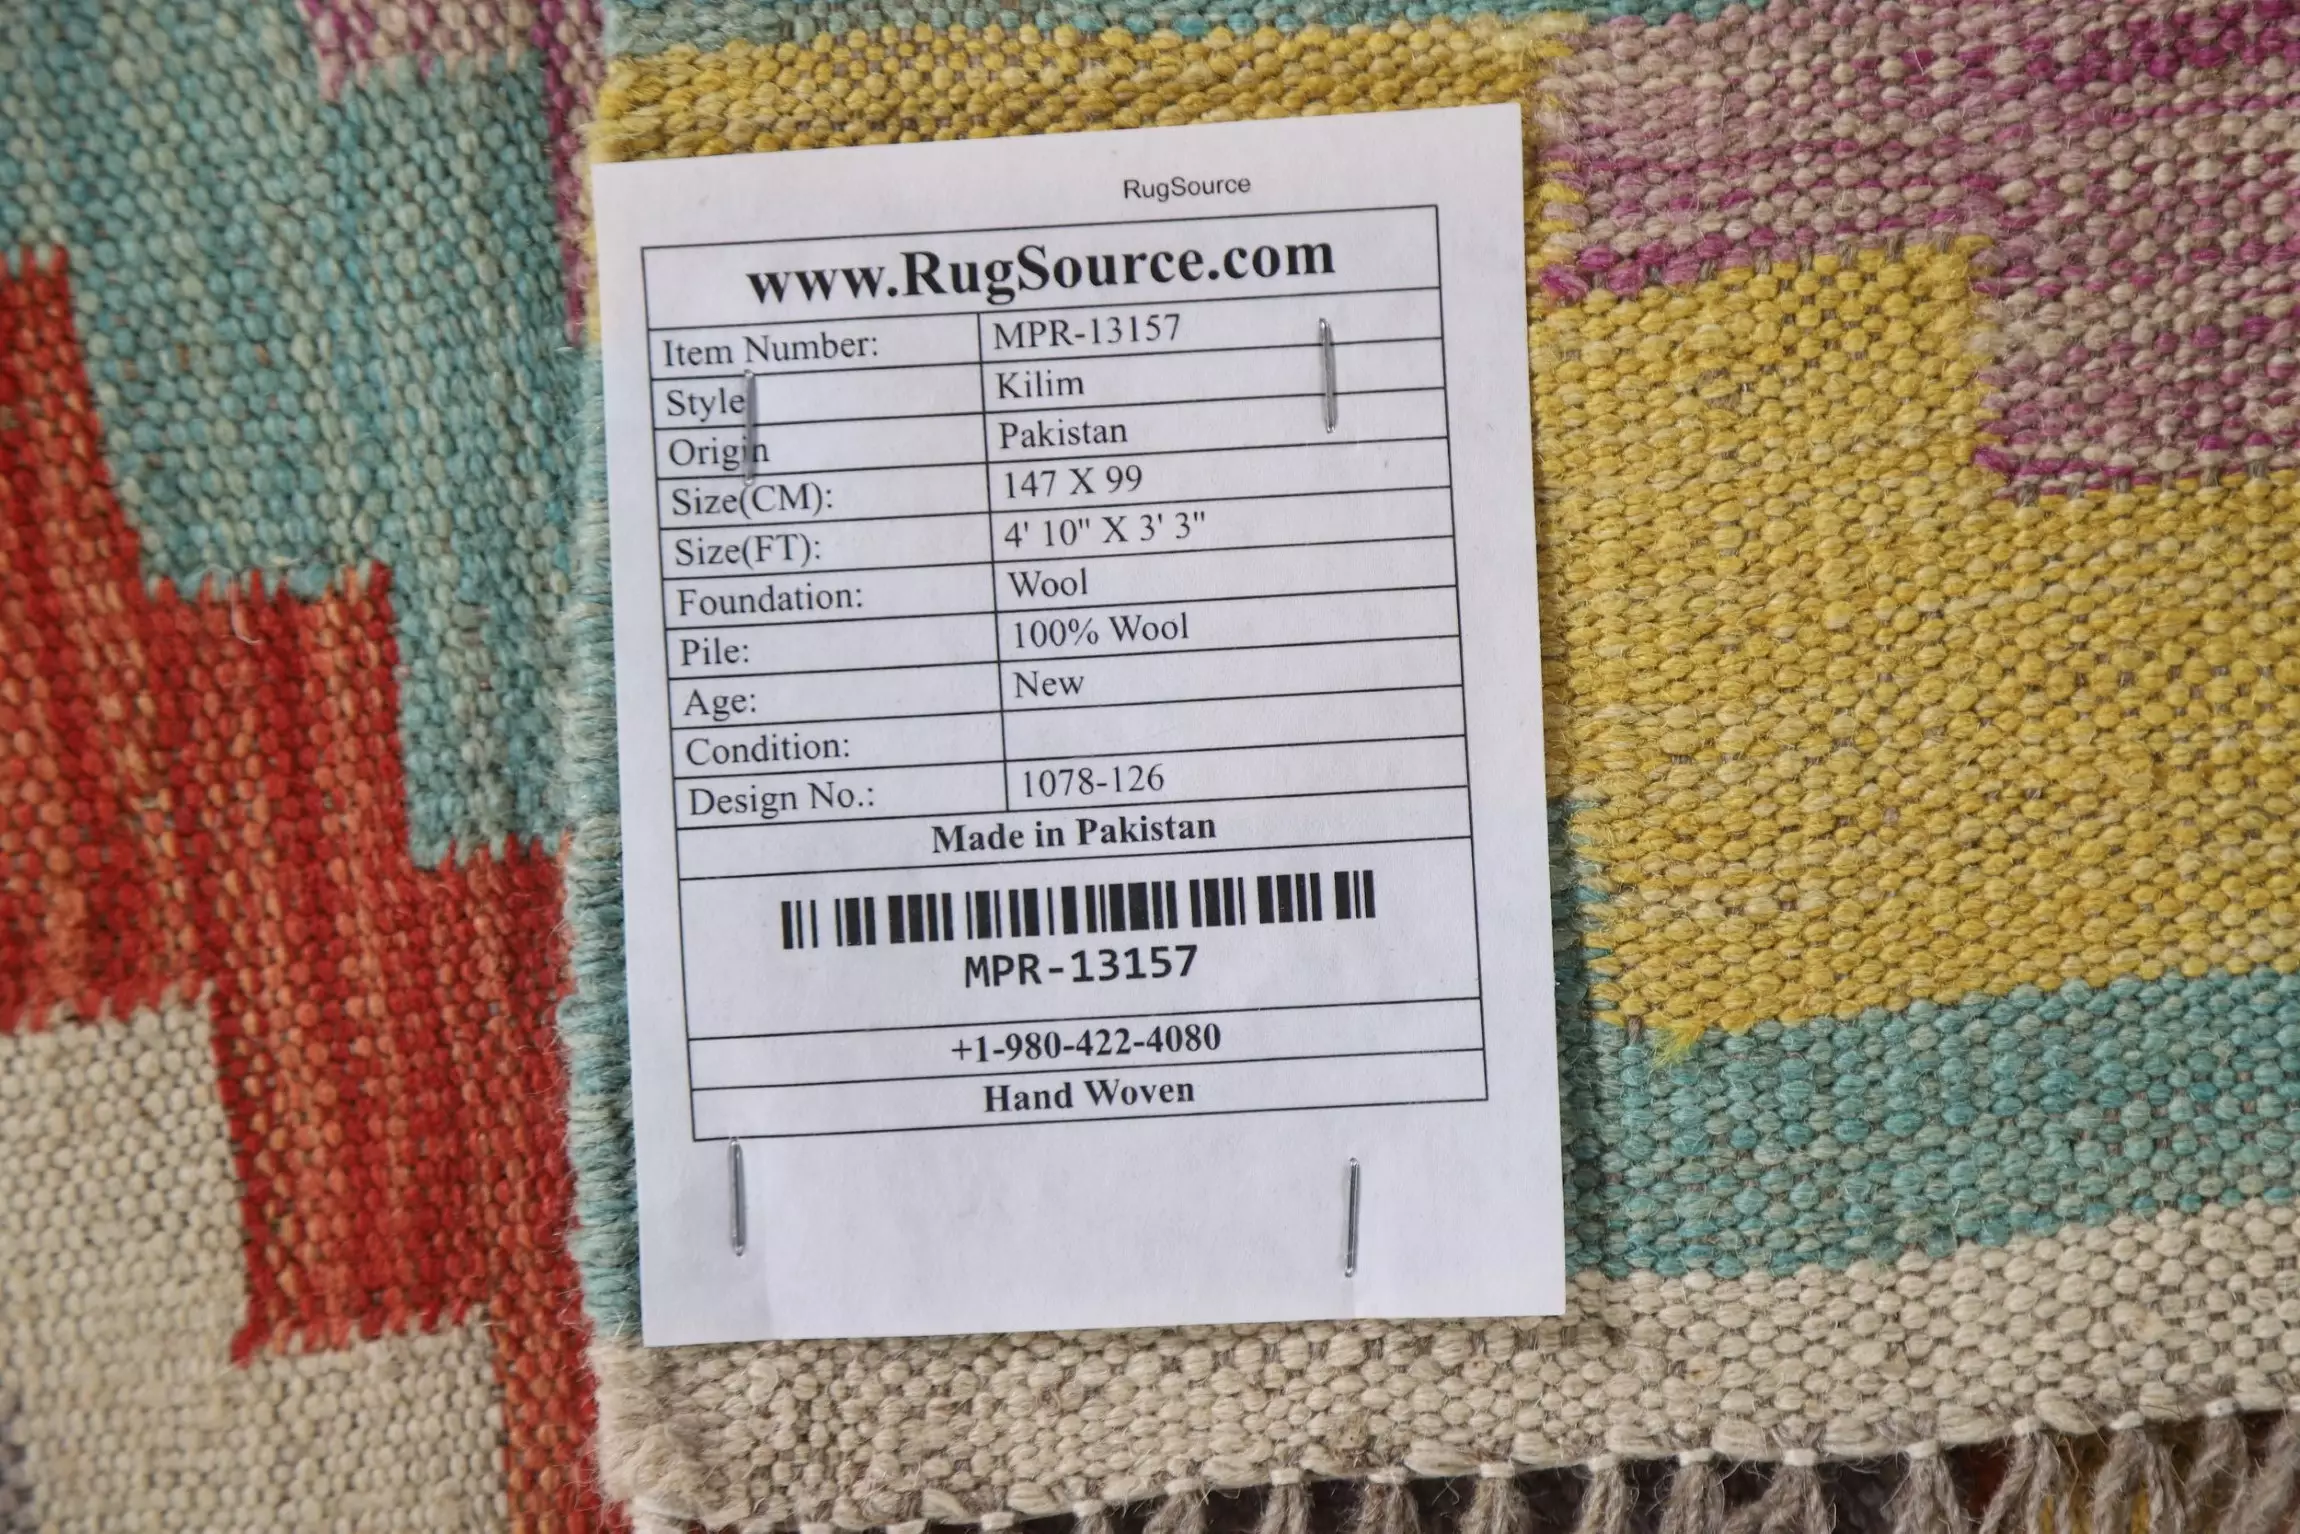 RugSource
www.RugSource.com
Item Number: MPR-13157
Style Kilim
Origin Pakistan
Size(CM): 147 X 99
Size(FT): 4' 10" X 3' 3"
Foundation: Wool
Pile: 100% Wool
Age: New
Condition:
Design No.: 1078-126
Made in Pakistan
MPR-13157
+1-980-422-4080
Hand Woven